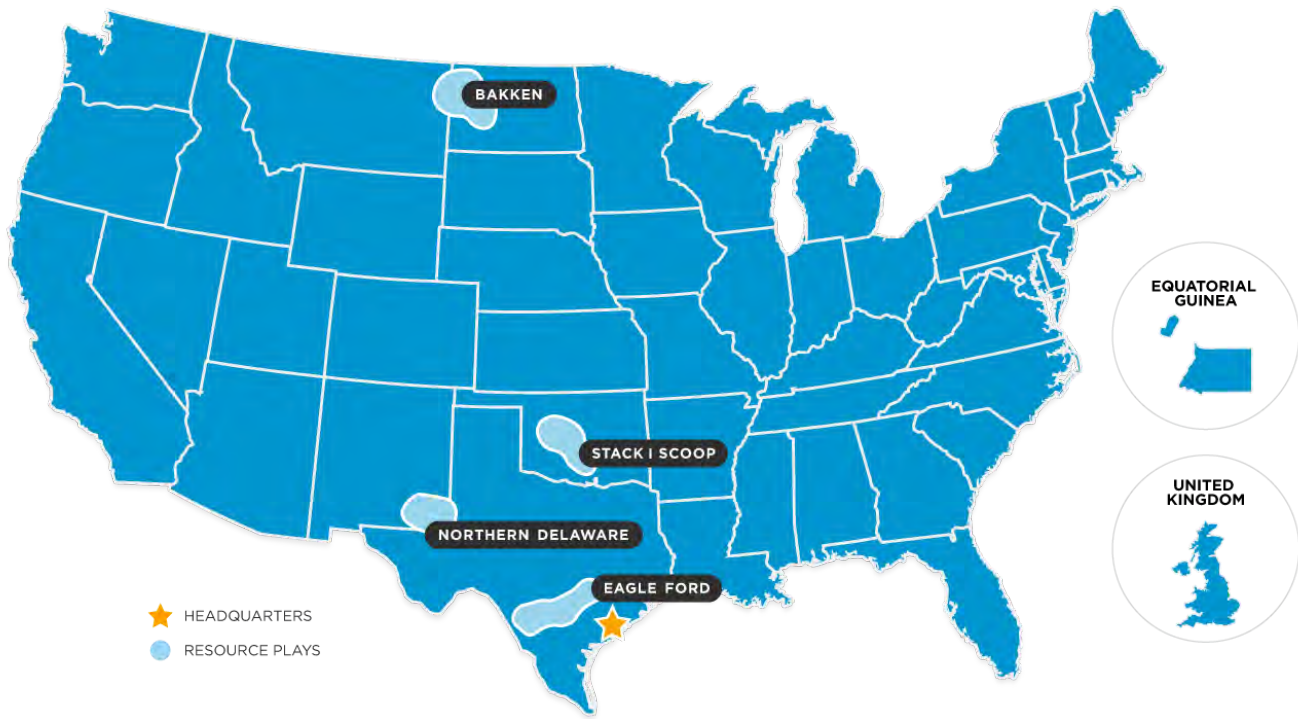 BAKKEN
EQUATORIAL
GUINEA
STACK | SCOOP
UNITED
KINGDOM
NORTHERN DELAWARE
EAGLE FORD
HEADQUARTERS
RESOURCE PLAYS